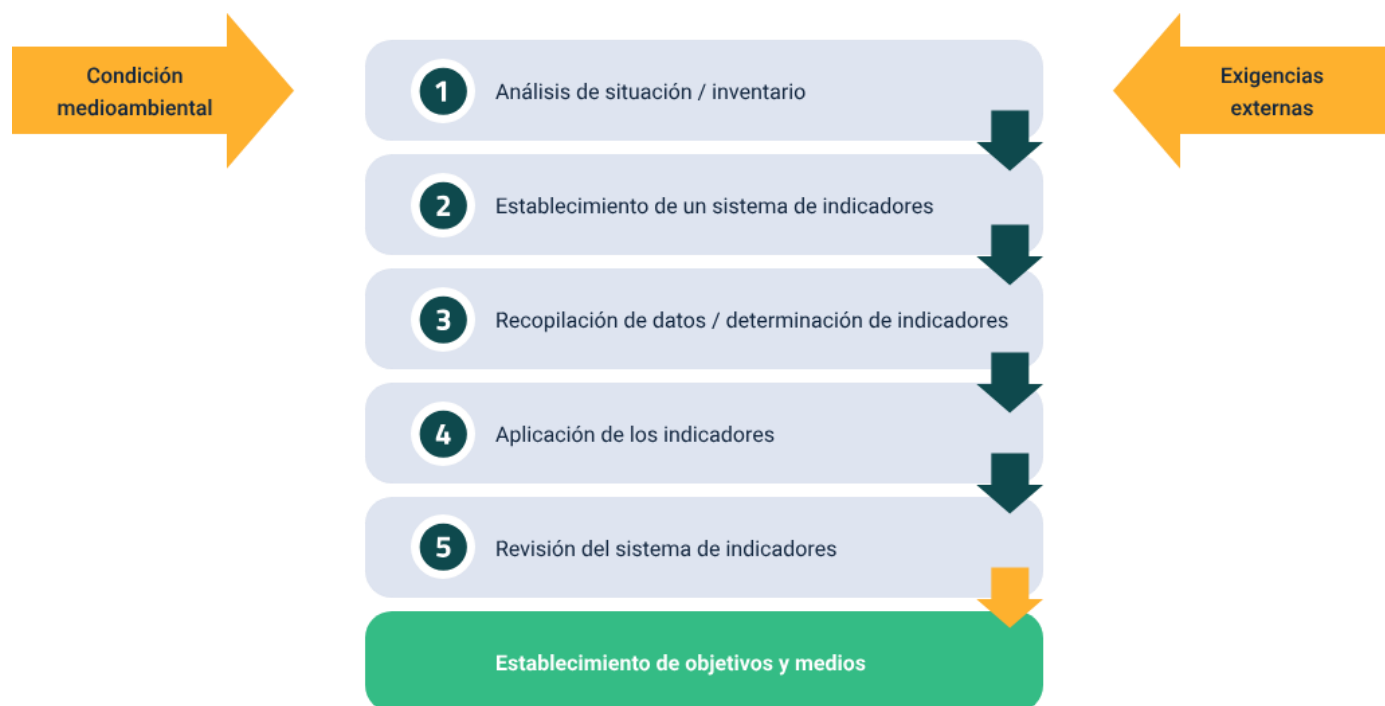 Condición
medioambiental
Exigencias
externas
1 Análisis de situación / inventario
2 Establecimiento de un sistema de indicadores
3 Recopilación de datos / determinación de indicadores
4 Aplicación de los indicadores
5 Revisión del sistema de indicadores
Establecimiento de objetivos y medios